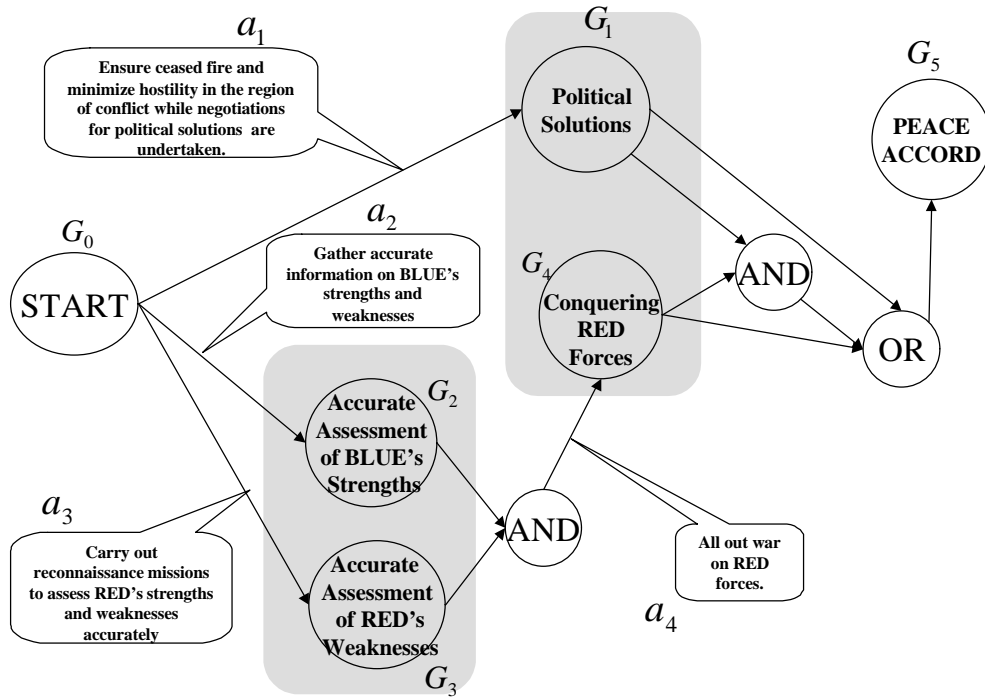 a1
Ensure ceased fire and
minimize hostility in the region
of conflict while negotiations
for political solutions are
undertaken.
G1
Political
Solutions
G5
PEACE
ACCORD
G0
START
a2
Gather accurate
information on BLUE's
strengths and
weaknesses
G4
Conquering
RED
Forces
AND
OR
G2
Accurate
Assessment
of BLUE's
Strengths
AND
a3
Carry out
reconnaissance missions
to assess RED's strengths
and weaknesses
accurately
Accurate
Assessment
of RED's
Weaknesses
G3
All out war
on RED
forces.
a4